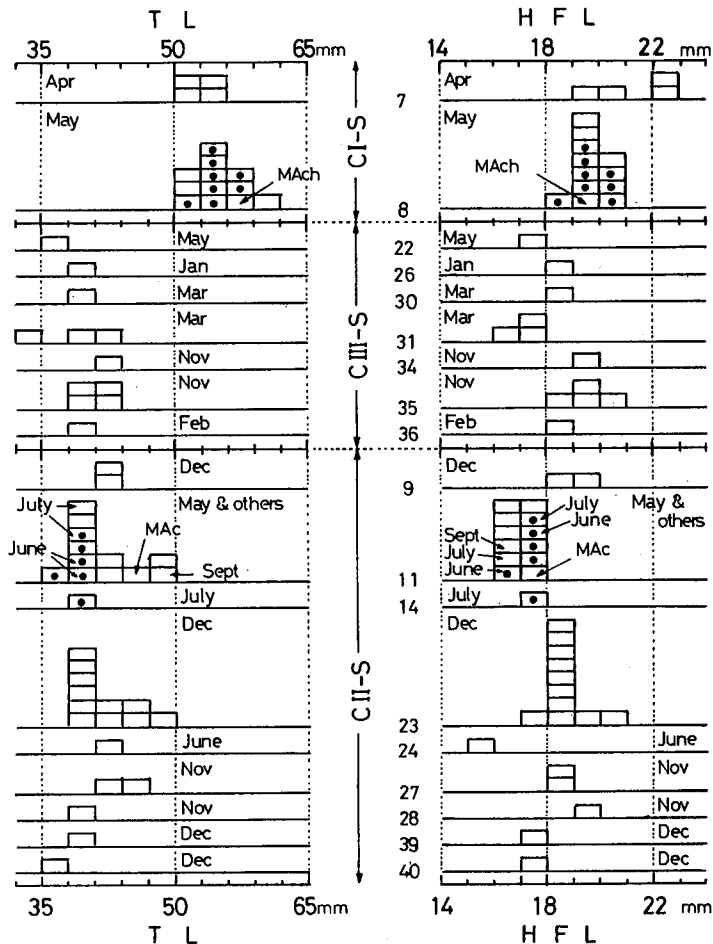 T L
H F L
35 50 65mm
14 18 22 mm
Apr
7
Apr
May
CI-S
May
MAch
MAch
8
May
22
May
Jan
26
Jan
Mar
30
Mar
Mar
CIII-S
31
Mar
Nov
34
Nov
Nov
35
Nov
Feb
36
Feb
Dec
9
Dec
May & others
July
MAc
June
Sept
11
July
May & others
June
Sept
July
MAc
June
July
14
July
Dec
CII-S
Dec
23
June
24
June
Nov
27
Nov
Nov
28
Nov
Dec
39
Dec
Dec
40
Dec
35 50 65mm
14 18 22 mm
T L
H F L